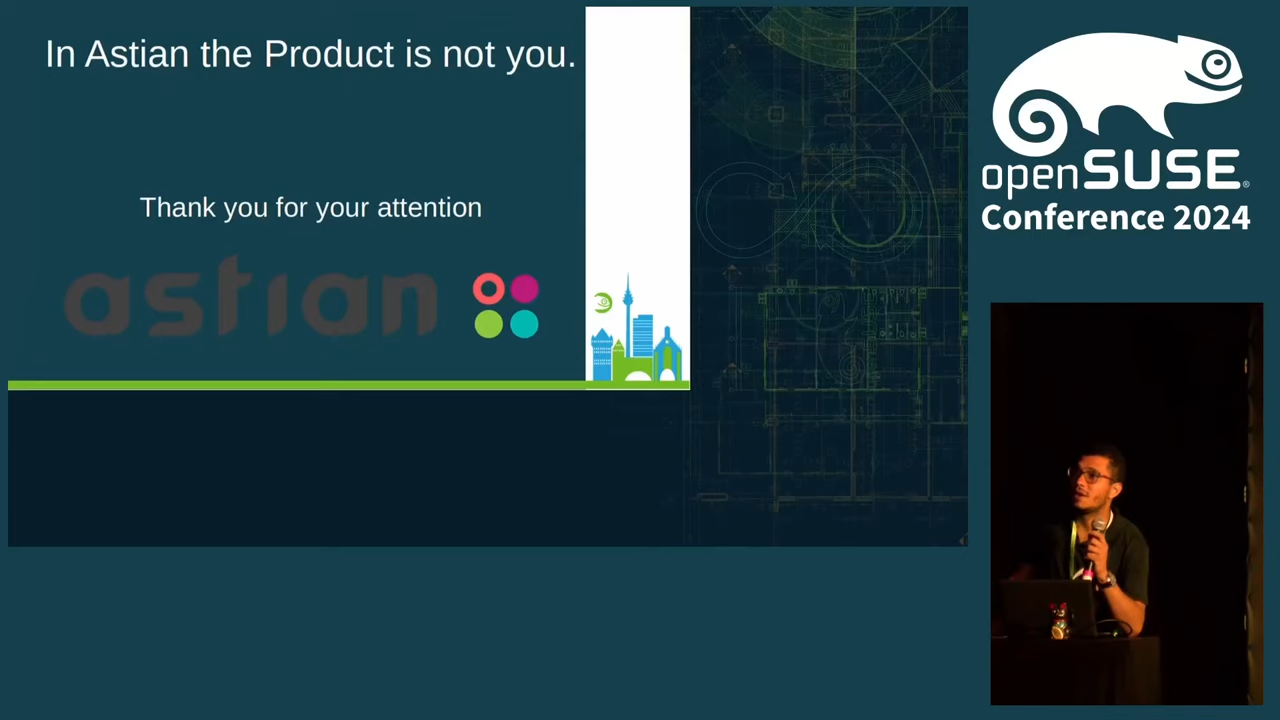 In Astian the Product is not you.
Thank you for your attention
astian
openSUSE®
Conference 2024